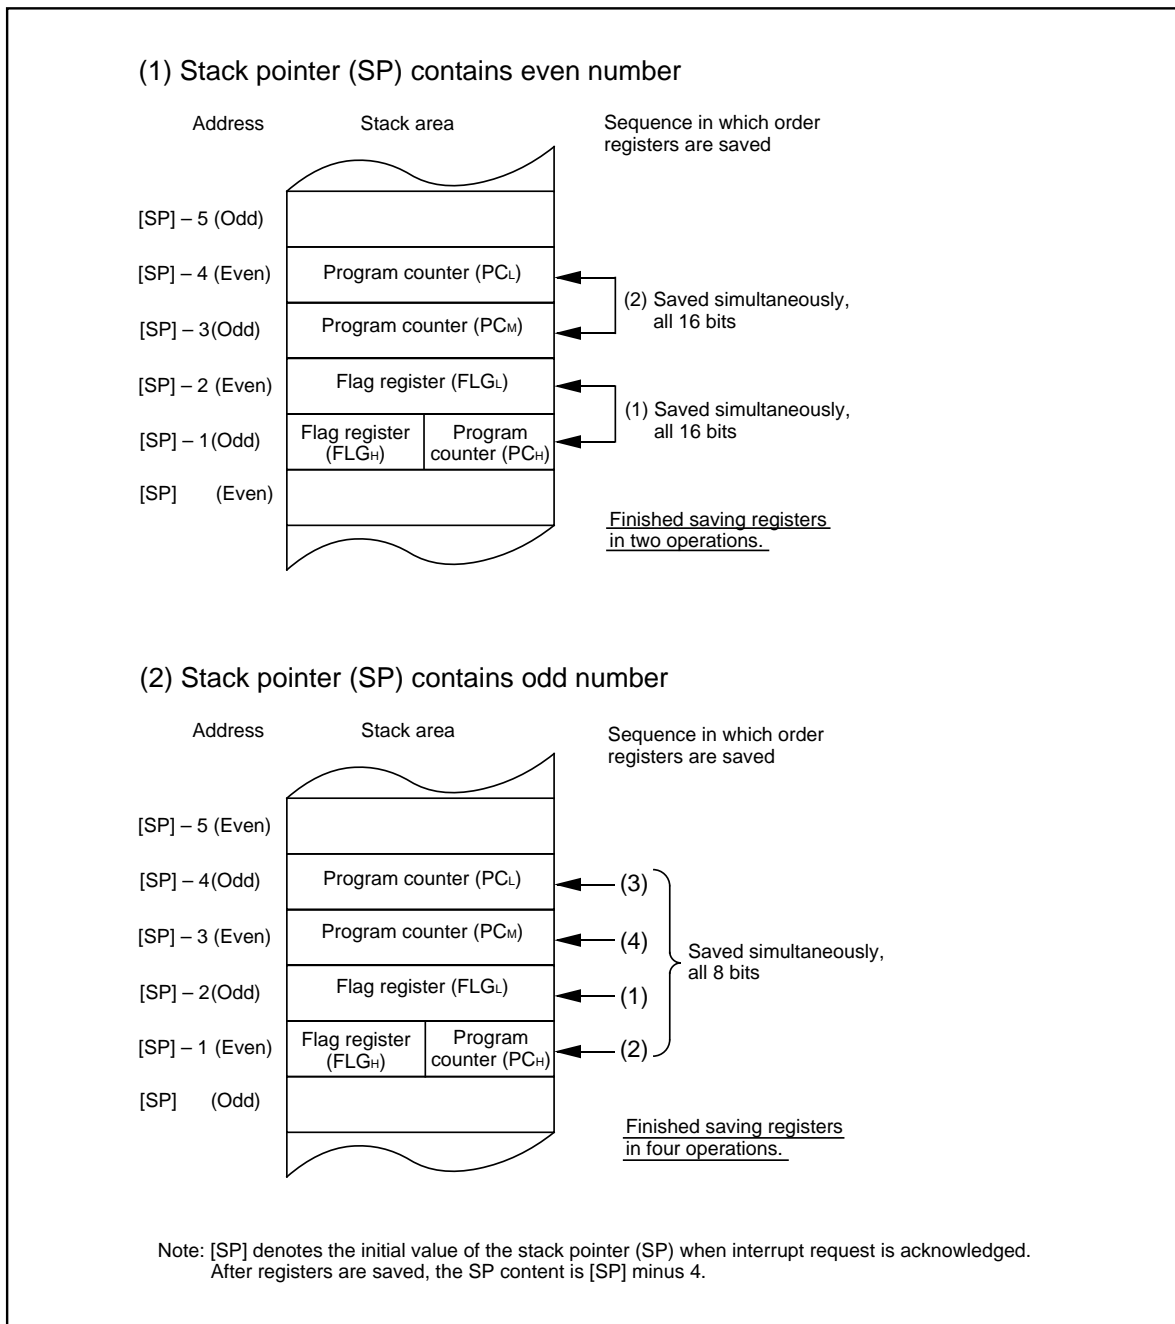 (1) Stack pointer (SP) contains even number
Address Stack area Sequence in which order
registers are saved
[SP] – 5 (Odd)
[SP] – 4 (Even) Program counter (PCL)
[SP] – 3(Odd) Program counter (PCM)
(2) Saved simultaneously,
all 16 bits
[SP] – 2 (Even) Flag register (FLGL)
[SP] – 1(Odd) Flag register
(FLGH) Program
counter (PCH)
(1) Saved simultaneously,
all 16 bits
[SP] (Even)
Finished saving registers
in two operations.
(2) Stack pointer (SP) contains odd number
Address Stack area Sequence in which order
registers are saved
[SP] – 5 (Even)
[SP] – 4(Odd) Program counter (PCL) (3)
[SP] – 3 (Even) Program counter (PCM) (4)
Saved simultaneously,
all 8 bits
[SP] – 2(Odd) Flag register (FLGL) (1)
[SP] – 1 (Even) Flag register
(FLGH) Program
counter (PCH) (2)
[SP] (Odd)
Finished saving registers
in four operations.
Note: [SP] denotes the initial value of the stack pointer (SP) when interrupt request is acknowledged.
After registers are saved, the SP content is [SP] minus 4.